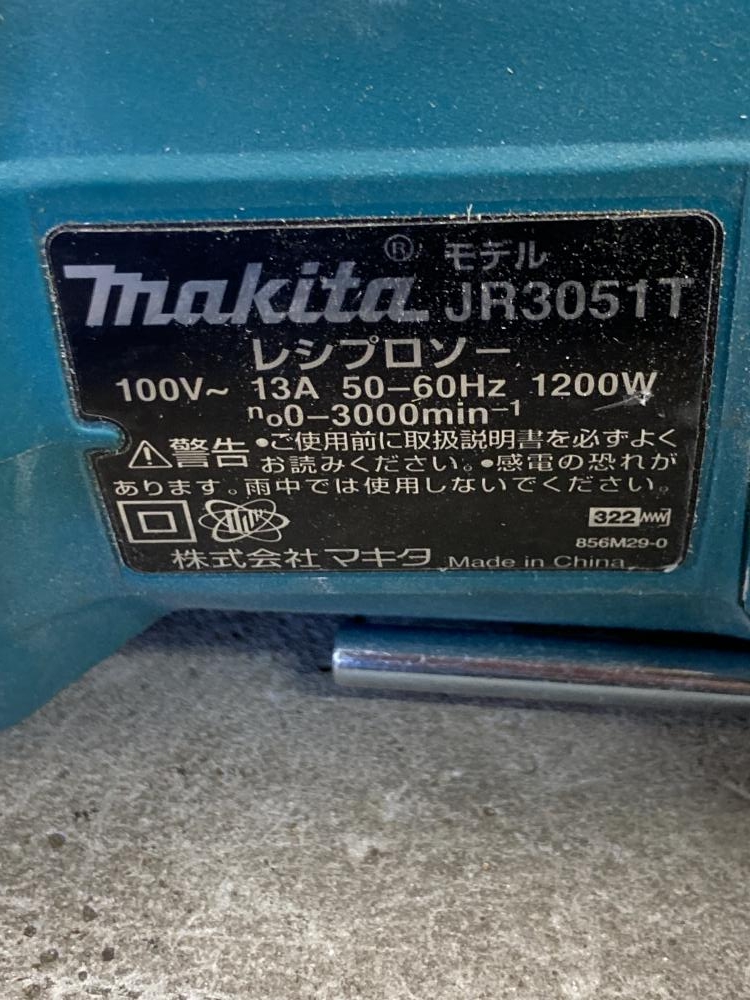 makita® モデル JR3051T
レシプロソー
100V~ 13A 50-60Hz 1200W
n₀0-3000min⁻¹
⚠警告 •ご使用前に取扱説明書を必ずよく
お読みください。•感電の恐れが
あります。雨中では使用しないでください。
322
856M29-0
株式会社 マキタ Made in China